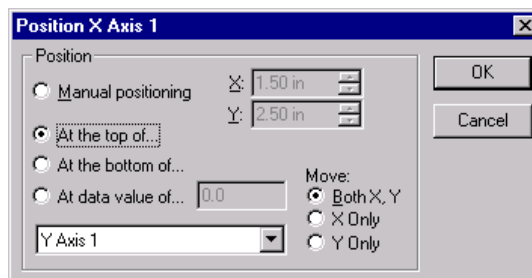 Position X Axis 1
Position
Manual positioning
X: 1.50 in
Y: 2.50 in
At the top of...
At the bottom of...
At data value of... 0.0
Y Axis 1
Move:
Both X, Y
X Only
Y Only
OK
Cancel